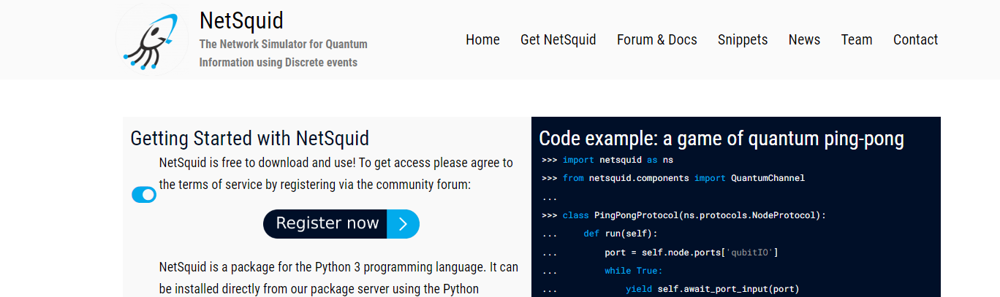 NetSquid
The Network Simulator for Quantum
Information using Discrete events
Home Get NetSquid Forum & Docs Snippets News Team Contact
Getting Started with NetSquid
NetSquid is free to download and use! To get access please agree to
the terms of service by registering via the community forum:
Register now
NetSquid is a package for the Python 3 programming language. It can
be installed directly from our package server using the Python
Code example: a game of quantum ping-pong
>>> import netsquid as ns
>>> from netsquid.components import QuantumChannel
...
>>> class PingPongProtocol(ns.protocols.NodeProtocol):
...     def run(self):
...         port = self.node.ports['qubitIO']
...         while True:
...             yield self.await_port_input(port)